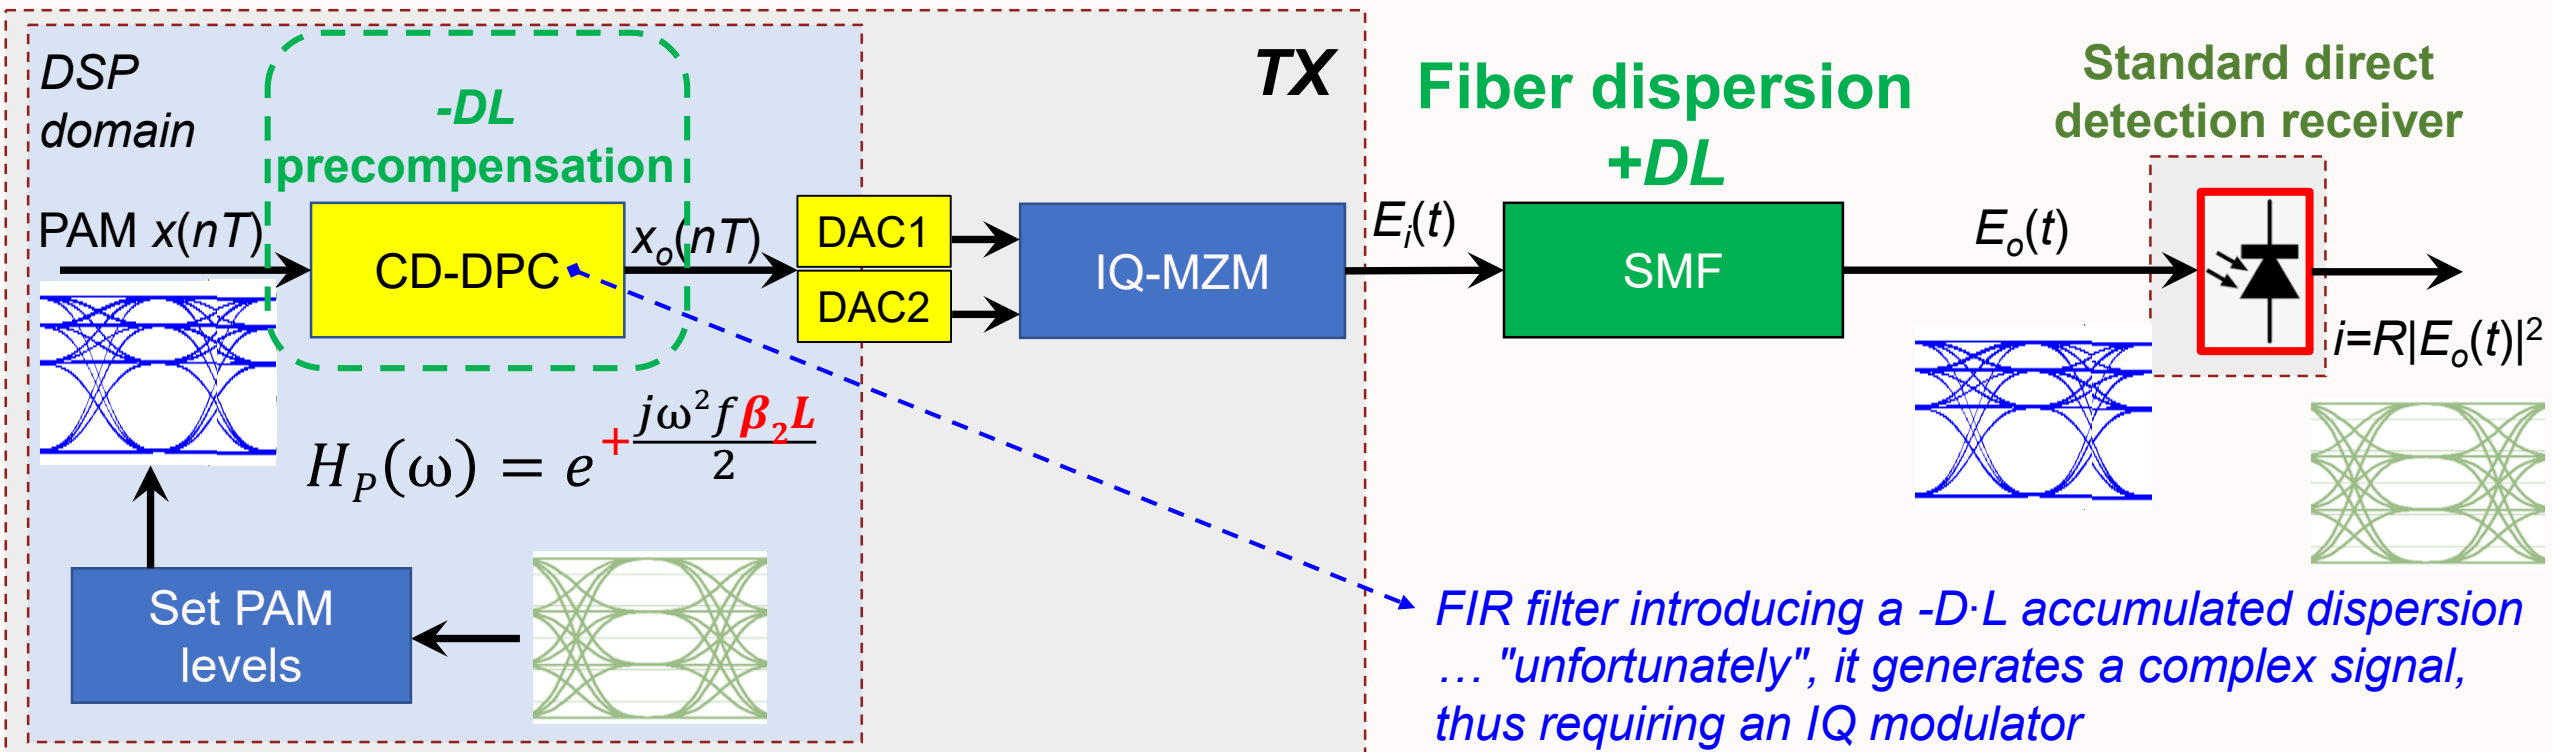 DSP
domain
-DL
precompensation
TX
Fiber dispersion
+DL
Standard direct
detection receiver
PAM x(nT)
CD-DPC
xₒ(nT)
DAC1
DAC2
IQ-MZM
Eᵢ(t)
SMF
Eₒ(t)
i=R|Eₒ(t)|²
H_P(ω) = e^{+jω²fβ₂L/2}
Set PAM
levels
FIR filter introducing a -D·L accumulated dispersion
… "unfortunately", it generates a complex signal,
thus requiring an IQ modulator